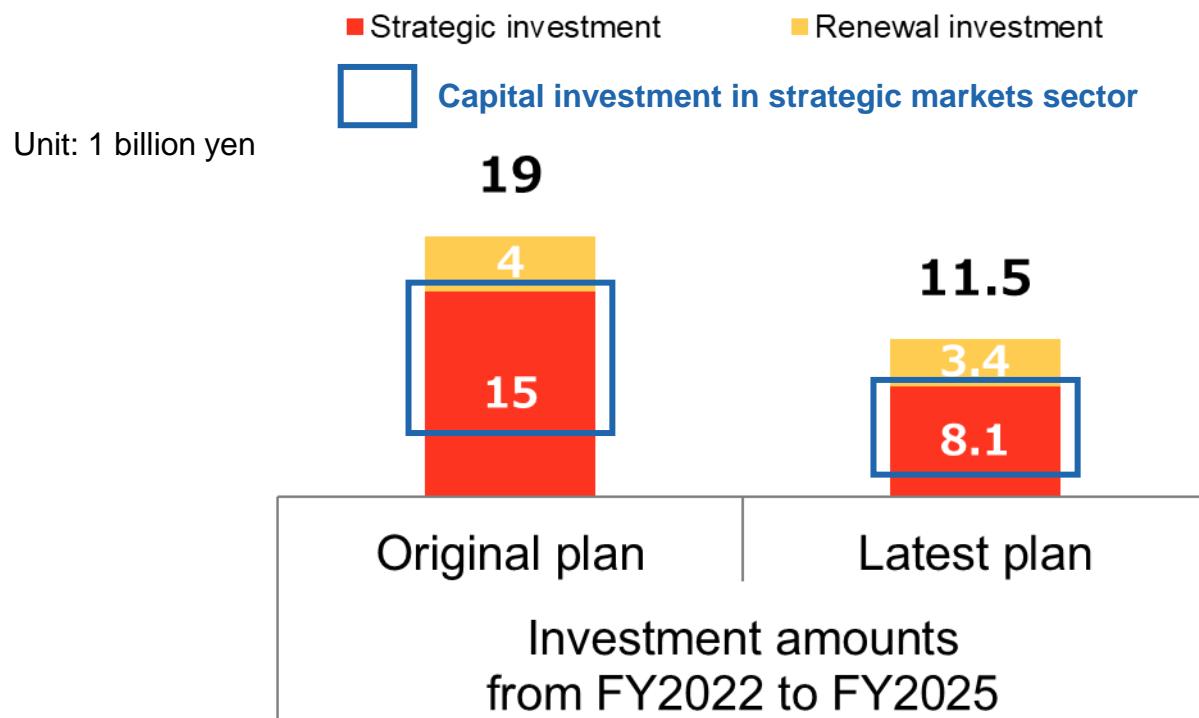 Strategic investment
Renewal investment
Capital investment in strategic markets sector
Unit: 1 billion yen
19
4
15
11.5
3.4
8.1
Original plan
Latest plan
Investment amounts
from FY2022 to FY2025